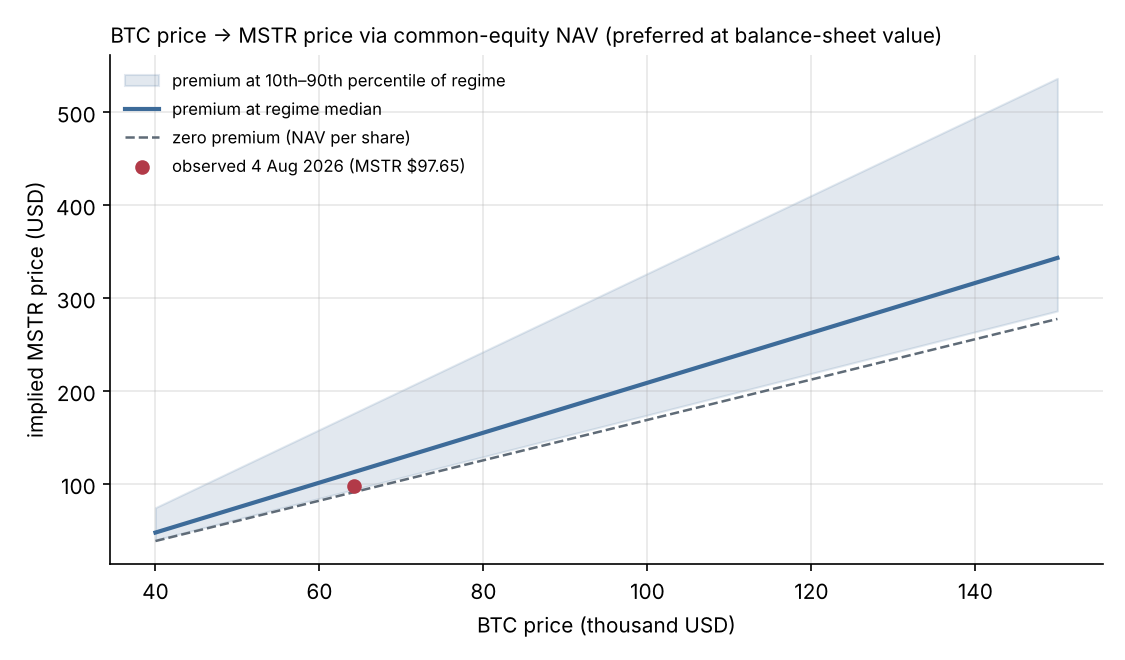 BTC price → MSTR price via common-equity NAV (preferred at balance-sheet value)
premium at 10th–90th percentile of regime
premium at regime median
zero premium (NAV per share)
observed 4 Aug 2026 (MSTR $97.65)
implied MSTR price (USD)
500
400
300
200
100
40
60
80
100
120
140
BTC price (thousand USD)